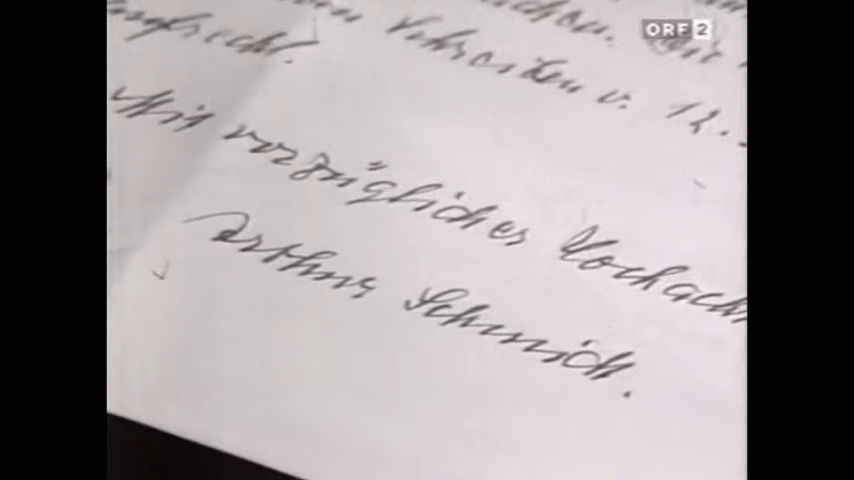 ORF 2
Schreiben v. 12.
Mit vorzüglicher Hochacht
Arthur Schmidt.